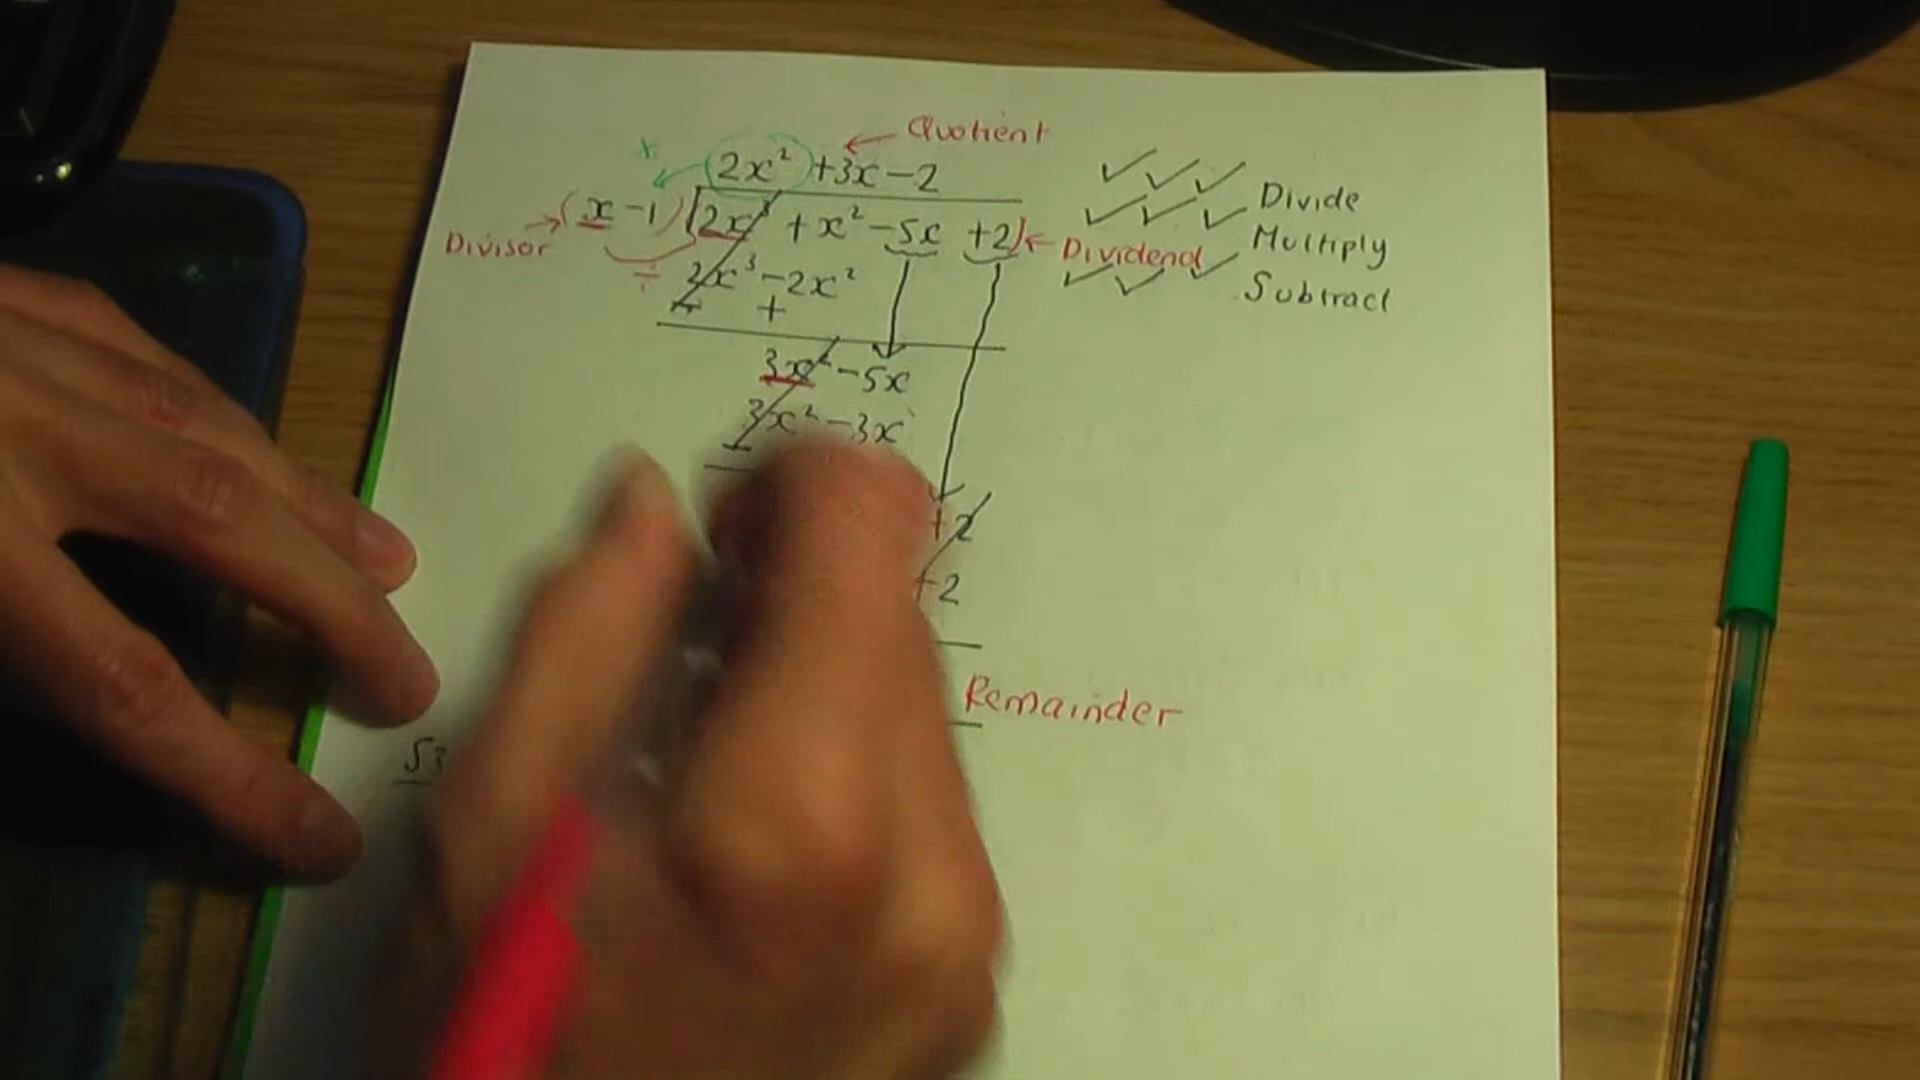 Quotient
2x² +3x -2
(x -1) 2x³ + x² -5x +2)
Divisor
Dividend
÷
2x³ -2x²
- +
3x² -5x
3x² -3x
-
+2
+2
Remainder
Divide
Multiply
Subtract